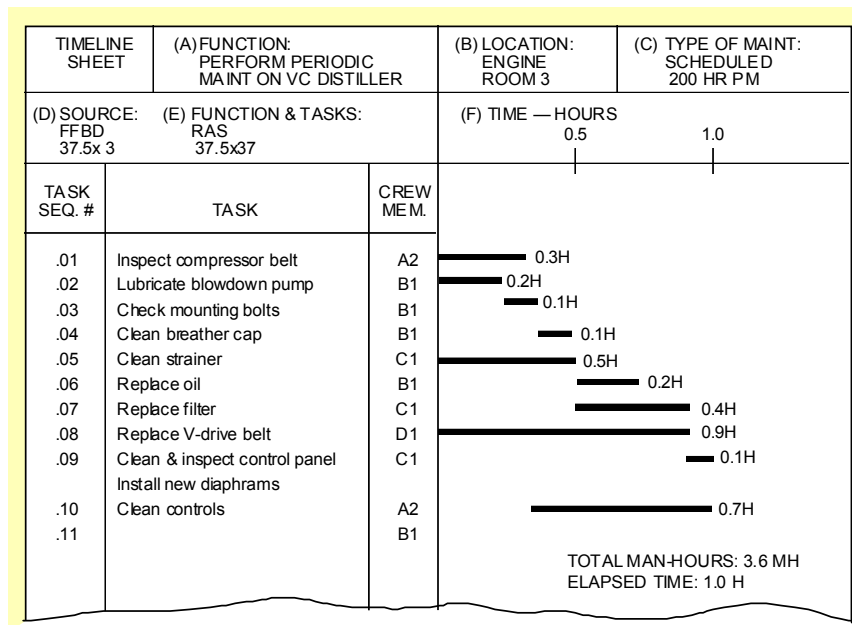 TIMELINE
SHEET
(A)FUNCTION:
PERFORM PERIODIC
MAINT ON VC DISTILLER
(B) LOCATION:
ENGINE
ROOM 3
(C) TYPE OF MAINT:
SCHEDULED
200 HR PM
(D) SOURCE:
FFBD
37.5x 3
(E) FUNCTION & TASKS:
RAS
37.5x37
(F) TIME — HOURS
0.5 1.0
TASK
SEQ. #
TASK
CREW
MEM.
.01 Inspect compressor belt A2 0.3H
.02 Lubricate blowdown pump B1 0.2H
.03 Check mounting bolts B1 0.1H
.04 Clean breather cap B1 0.1H
.05 Clean strainer C1 0.5H
.06 Replace oil B1 0.2H
.07 Replace filter C1 0.4H
.08 Replace V-drive belt D1 0.9H
.09 Clean & inspect control panel C1 0.1H
Install new diaphrams
.10 Clean controls A2 0.7H
.11 B1
TOTAL MAN-HOURS: 3.6 MH
ELAPSED TIME: 1.0 H